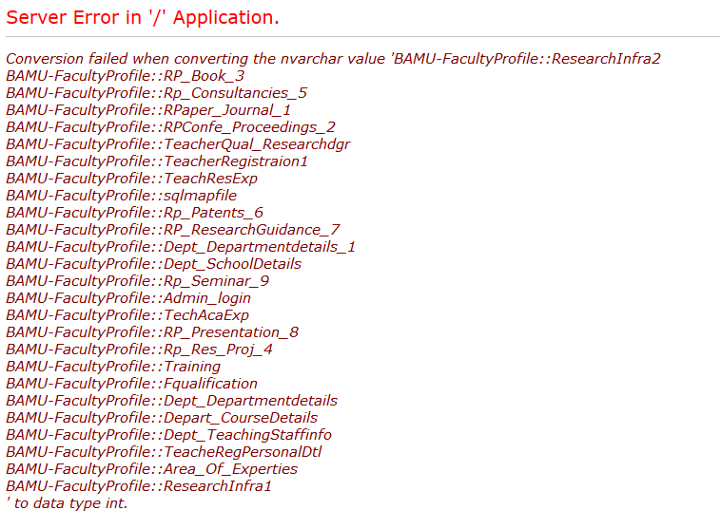 Server Error in '/' Application.
Conversion failed when converting the nvarchar value 'BAMU-FacultyProfile::ResearchInfra2
BAMU-FacultyProfile::RP_Book_3
BAMU-FacultyProfile::Rp_Consultancies_5
BAMU-FacultyProfile::RPaper_Journal_1
BAMU-FacultyProfile::RPConfe_Proceedings_2
BAMU-FacultyProfile::TeacherQual_Researchdgr
BAMU-FacultyProfile::TeacherRegistraion1
BAMU-FacultyProfile::TeachResExp
BAMU-FacultyProfile::sqlmapfile
BAMU-FacultyProfile::Rp_Patents_6
BAMU-FacultyProfile::RP_ResearchGuidance_7
BAMU-FacultyProfile::Dept_Departmentdetails_1
BAMU-FacultyProfile::Dept_SchoolDetails
BAMU-FacultyProfile::Rp_Seminar_9
BAMU-FacultyProfile::Admin_login
BAMU-FacultyProfile::TechAcaExp
BAMU-FacultyProfile::RP_Presentation_8
BAMU-FacultyProfile::Rp_Res_Proj_4
BAMU-FacultyProfile::Training
BAMU-FacultyProfile::Fqualification
BAMU-FacultyProfile::Dept_Departmentdetails
BAMU-FacultyProfile::Depart_CourseDetails
BAMU-FacultyProfile::Dept_TeachingStaffinfo
BAMU-FacultyProfile::TeacheRegPersonalDtl
BAMU-FacultyProfile::Area_Of_Experties
BAMU-FacultyProfile::ResearchInfra1
' to data type int.